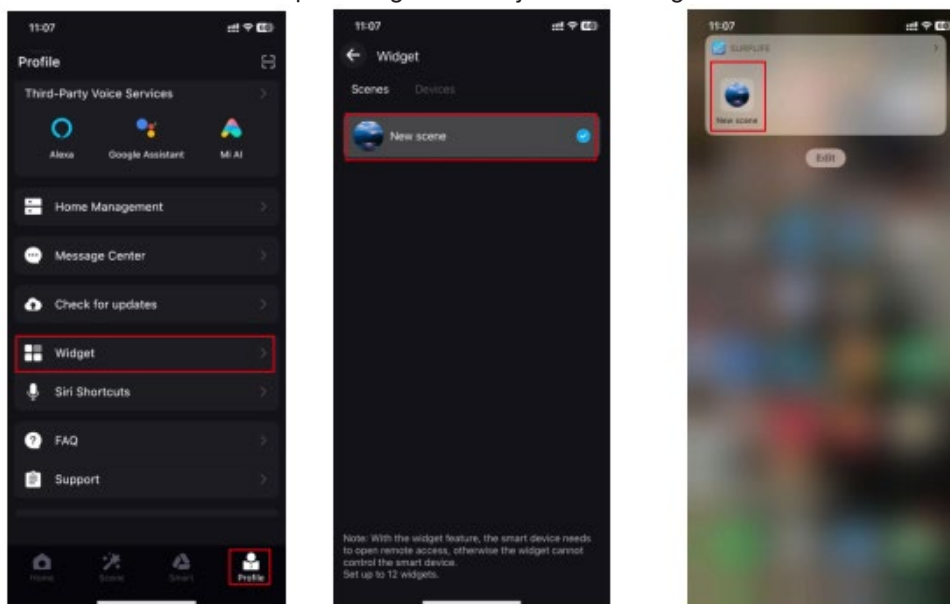 11:07
Profile
Third-Party Voice Services
Alexa
Google Assistant
Mi AI
Home Management
Message Center
Check for updates
Widget
Siri Shortcuts
FAQ
Support
Home
Scene
Smart
Profile
11:07
Widget
Scenes
Devices
New scene
Note: With the widget feature, the smart device needs
to open remote access, otherwise the widget cannot
control the smart device.
Set up to 12 widgets.
11:07
SURPLIFE
New scene
Edit